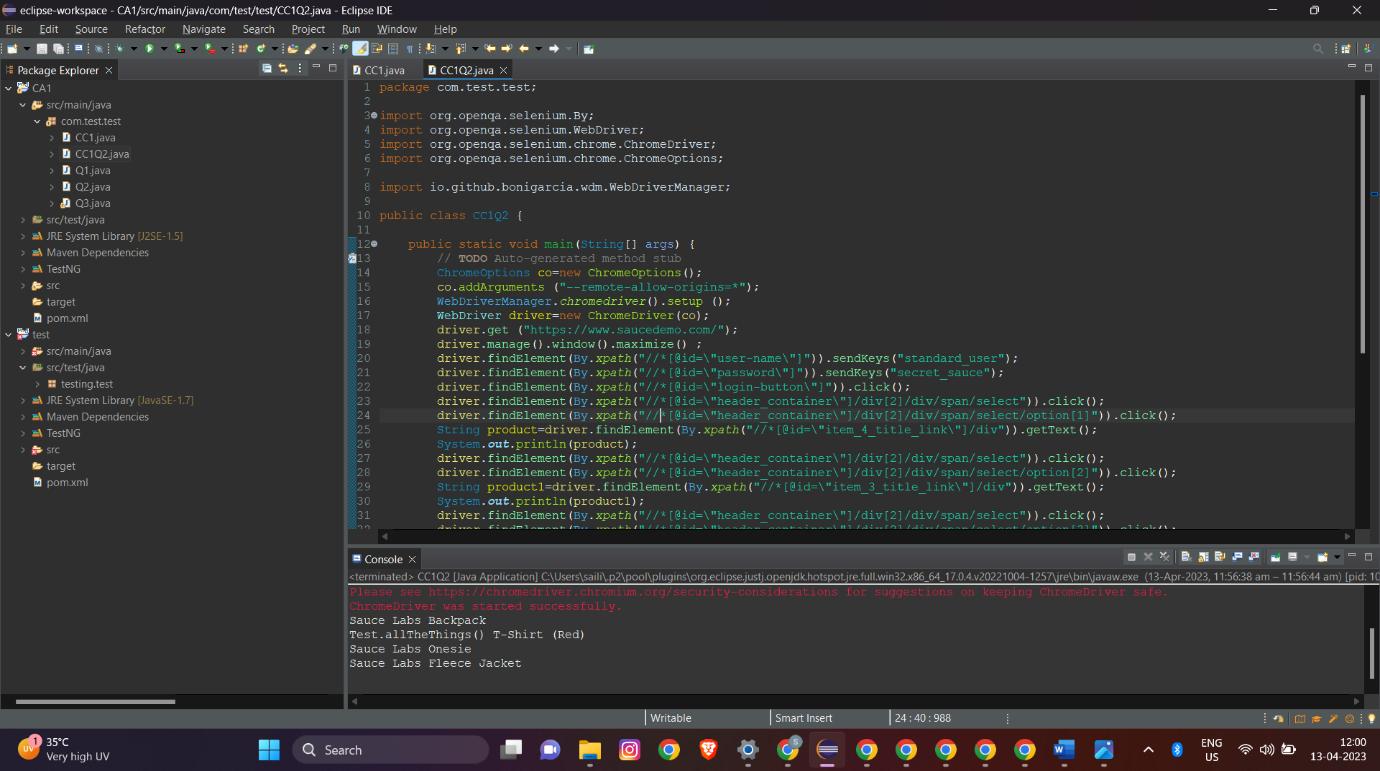 eclipse-workspace - CA1/src/main/java/com/test/test/CC1Q2.java - Eclipse IDE
File Edit Source Refactor Navigate Search Project Run Window Help
Package Explorer
CA1
src/main/java
com.test.test
CC1.java
CC1Q2.java
Q1.java
Q2.java
Q3.java
src/test/java
JRE System Library [J2SE-1.5]
Maven Dependencies
TestNG
src
target
pom.xml
test
src/main/java
src/test/java
testing.test
JRE System Library [JavaSE-1.7]
Maven Dependencies
TestNG
src
target
pom.xml
CC1.java CC1Q2.java
1 package com.test.test;
2
3 import org.openqa.selenium.By;
4 import org.openqa.selenium.WebDriver;
5 import org.openqa.selenium.chrome.ChromeDriver;
6 import org.openqa.selenium.chrome.ChromeOptions;
7
8 import io.github.bonigarcia.wdm.WebDriverManager;
9
10 public class CC1Q2 {
11
12 public static void main(String[] args) {
13 // TODO Auto-generated method stub
14 ChromeOptions co=new ChromeOptions();
15 co.addArguments ("--remote-allow-origins=*");
16 WebDriverManager.chromedriver().setup ();
17 WebDriver driver=new ChromeDriver(co);
18 driver.get ("https://www.saucedemo.com/");
19 driver.manage().window().maximize() ;
20 driver.findElement(By.xpath("//*[@id=\"user-name\"]")).sendKeys("standard_user");
21 driver.findElement(By.xpath("//*[@id=\"password\"]")).sendKeys("secret_sauce");
22 driver.findElement(By.xpath("//*[@id=\"login-button\"]")).click();
23 driver.findElement(By.xpath("//*[@id=\"header_container\"]/div[2]/div/span/select")).click();
24 driver.findElement(By.xpath("//*[@id=\"header_container\"]/div[2]/div/span/select/option[1]")).click();
25 String product=driver.findElement(By.xpath("//*[@id=\"item_4_title_link\"]/div")).getText();
26 System.out.println(product);
27 driver.findElement(By.xpath("//*[@id=\"header_container\"]/div[2]/div/span/select")).click();
28 driver.findElement(By.xpath("//*[@id=\"header_container\"]/div[2]/div/span/select/option[2]")).click();
29 String product1=driver.findElement(By.xpath("//*[@id=\"item_3_title_link\"]/div")).getText();
30 System.out.println(product1);
31 driver.findElement(By.xpath("//*[@id=\"header_container\"]/div[2]/div/span/select")).click();
Console
<terminated> CC1Q2 [Java Application] C:\Users\saili\.p2\pool\plugins\org.eclipse.justj.openjdk.hotspot.jre.full.win32.x86_64_17.0.4.v20221004-1257\jre\bin\javaw.exe (13-Apr-2023, 11:56:38 am – 11:56:44 am) [pid: 10
Please see https://chromedriver.chromium.org/security-considerations for suggestions on keeping ChromeDriver safe.
ChromeDriver was started successfully.
Sauce Labs Backpack
Test.allTheThings() T-Shirt (Red)
Sauce Labs Onesie
Sauce Labs Fleece Jacket
Writable Smart Insert 24 : 40 : 988
1
UV
35°C
Very high UV
Search
S
ENG
US
12:00
13-04-2023